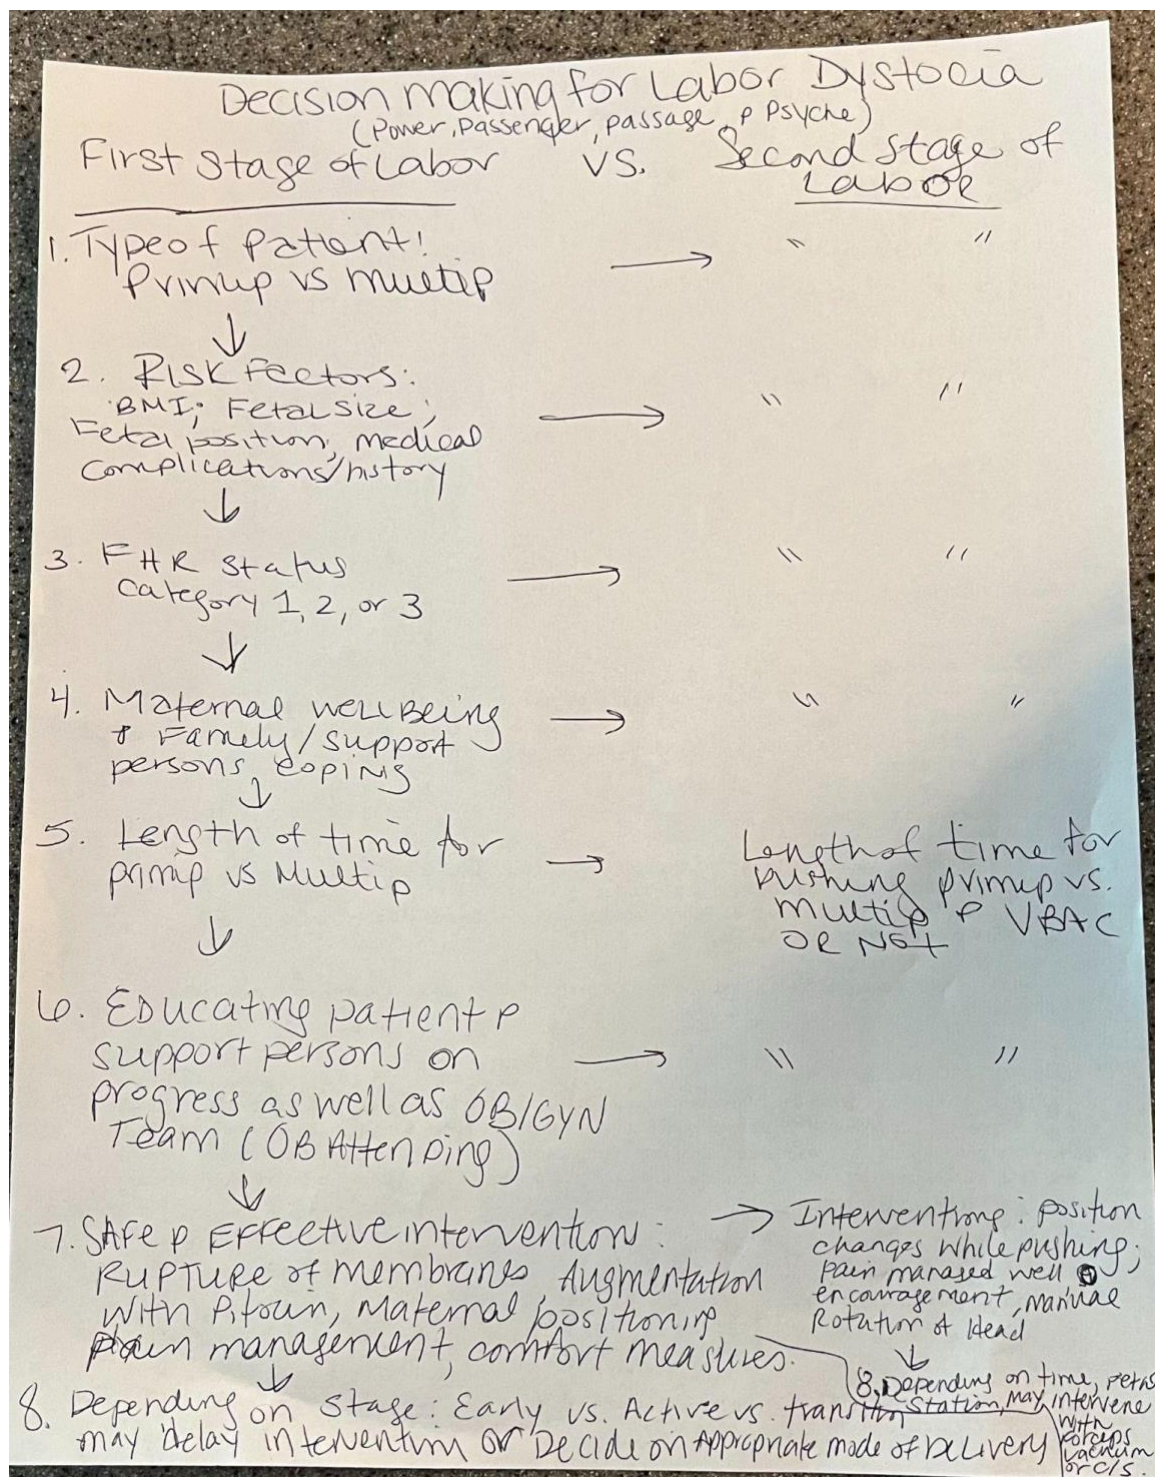 Decision making for Labor Dystocia
(Power, Passenger, passage, & Psyche)
First Stage of Labor VS. Second Stage of
Labor
1. Type of Patient:
Primip vs multip → " "
↓
2. Risk Factors:
BMI; Fetal size; → " "
Fetal position, medical
complications/history
↓
3. FHR status → " "
Category 1, 2, or 3
↓
4. Maternal well Being → " "
& Family/support
persons, coping
↓
5. Length of time for → Length of time for
primip vs Multip pushing primip vs.
multip & VBAC
OR Not
↓
6. Educating patient &
support persons on → " "
progress as well as OB/GYN
Team (OB Attending)
↓
7. Safe & Effective intervention:
Rupture of membranes, Augmentation
with Pitocin, Maternal positioning
pain management, comfort measures.
→ Interventions: position
changes while pushing;
pain managed well
encouragement, Manual
Rotation of Head
↓
8. Depending on Stage: Early vs. Active vs. transition
may delay intervention or Decide on Appropriate mode of Delivery
8. Depending on time, fetal
station, may intervene
with
forceps
vacuum
or c/s.